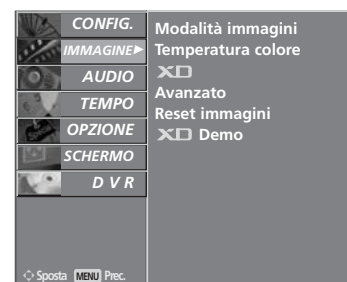 CONFIG.
IMMAGINE
AUDIO
TEMPO
OPZIONE
SCHERMO
D V R
Sposta MENU Prec.
Modalità immagini
Temperatura colore
XD
Avanzato
Reset immagini
XD Demo